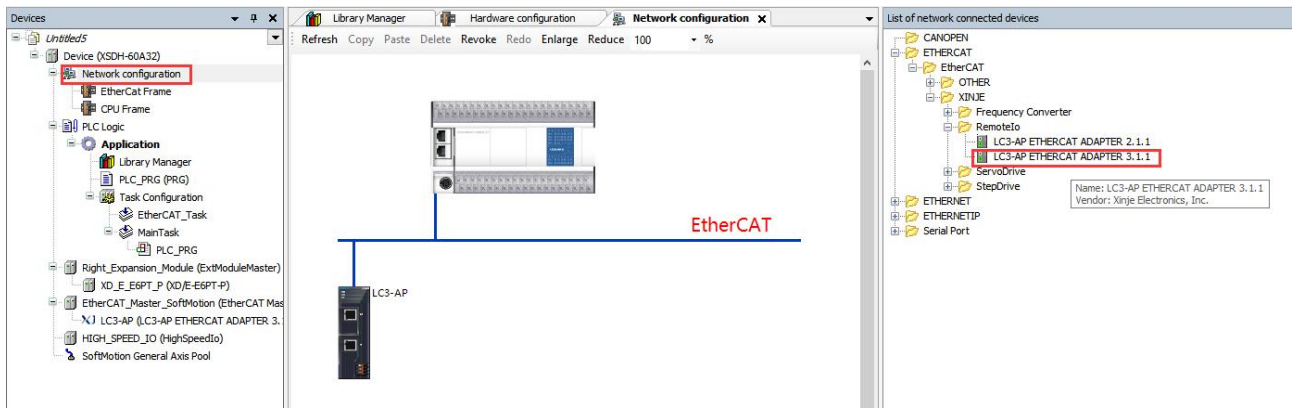 Devices
Untitled5
Device (XSDH-60A32)
Network configuration
EtherCat Frame
CPU Frame
PLC Logic
Application
Library Manager
PLC_PRG (PRG)
Task Configuration
EtherCAT_Task
MainTask
PLC_PRG
Right_Expansion_Module (ExtModuleMaster)
XD_E_E6PT_P (XD/E-E6PT-P)
EtherCAT_Master_SoftMotion (EtherCAT Mas
LC3-AP (LC3-AP ETHERCAT ADAPTER 3.
HIGH_SPEED_IO (HighSpeedIo)
SoftMotion General Axis Pool
Library Manager Hardware configuration Network configuration
Refresh Copy Paste Delete Revoke Redo Enlarge Reduce 100 %
EtherCAT
LC3-AP
List of network connected devices
CANOPEN
ETHERCAT
EtherCAT
OTHER
XINJE
Frequency Converter
RemoteIo
LC3-AP ETHERCAT ADAPTER 2.1.1
LC3-AP ETHERCAT ADAPTER 3.1.1
ServoDrive
StepDrive
Name: LC3-AP ETHERCAT ADAPTER 3.1.1
Vendor: Xinje Electronics, Inc.
ETHERNET
ETHERNETIP
Serial Port